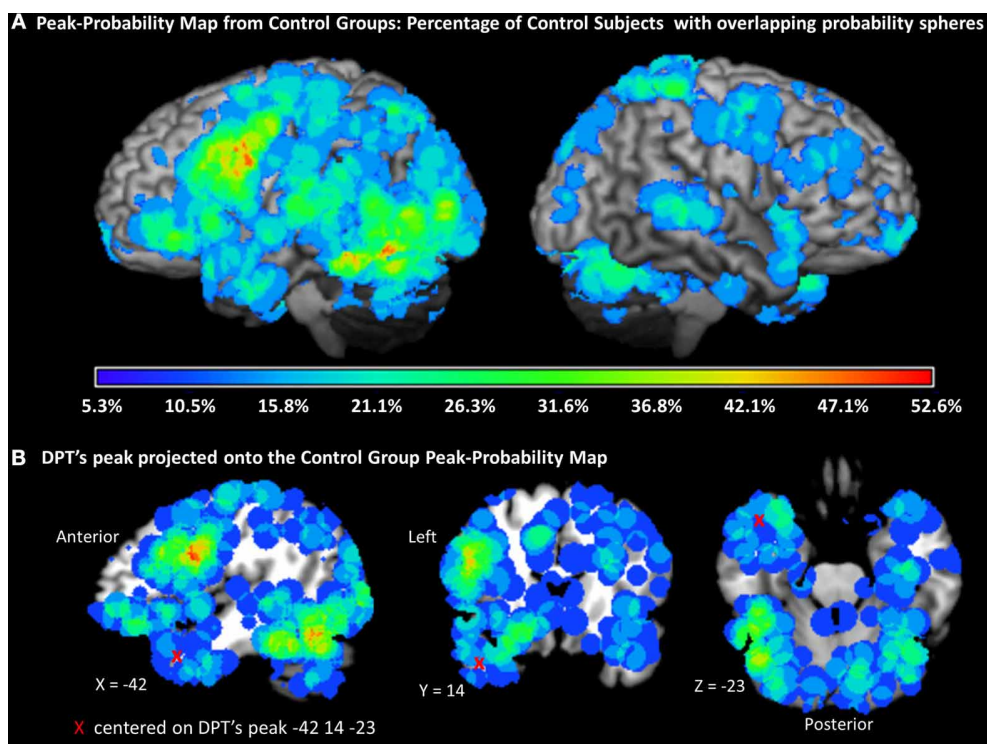 A Peak-Probability Map from Control Groups: Percentage of Control Subjects with overlapping probability spheres
5.3% 10.5% 15.8% 21.1% 26.3% 31.6% 36.8% 42.1% 47.1% 52.6%
B DPT's peak projected onto the Control Group Peak-Probability Map
Anterior
Left
X = -42
Y = 14
Z = -23
X centered on DPT's peak -42 14 -23
Posterior